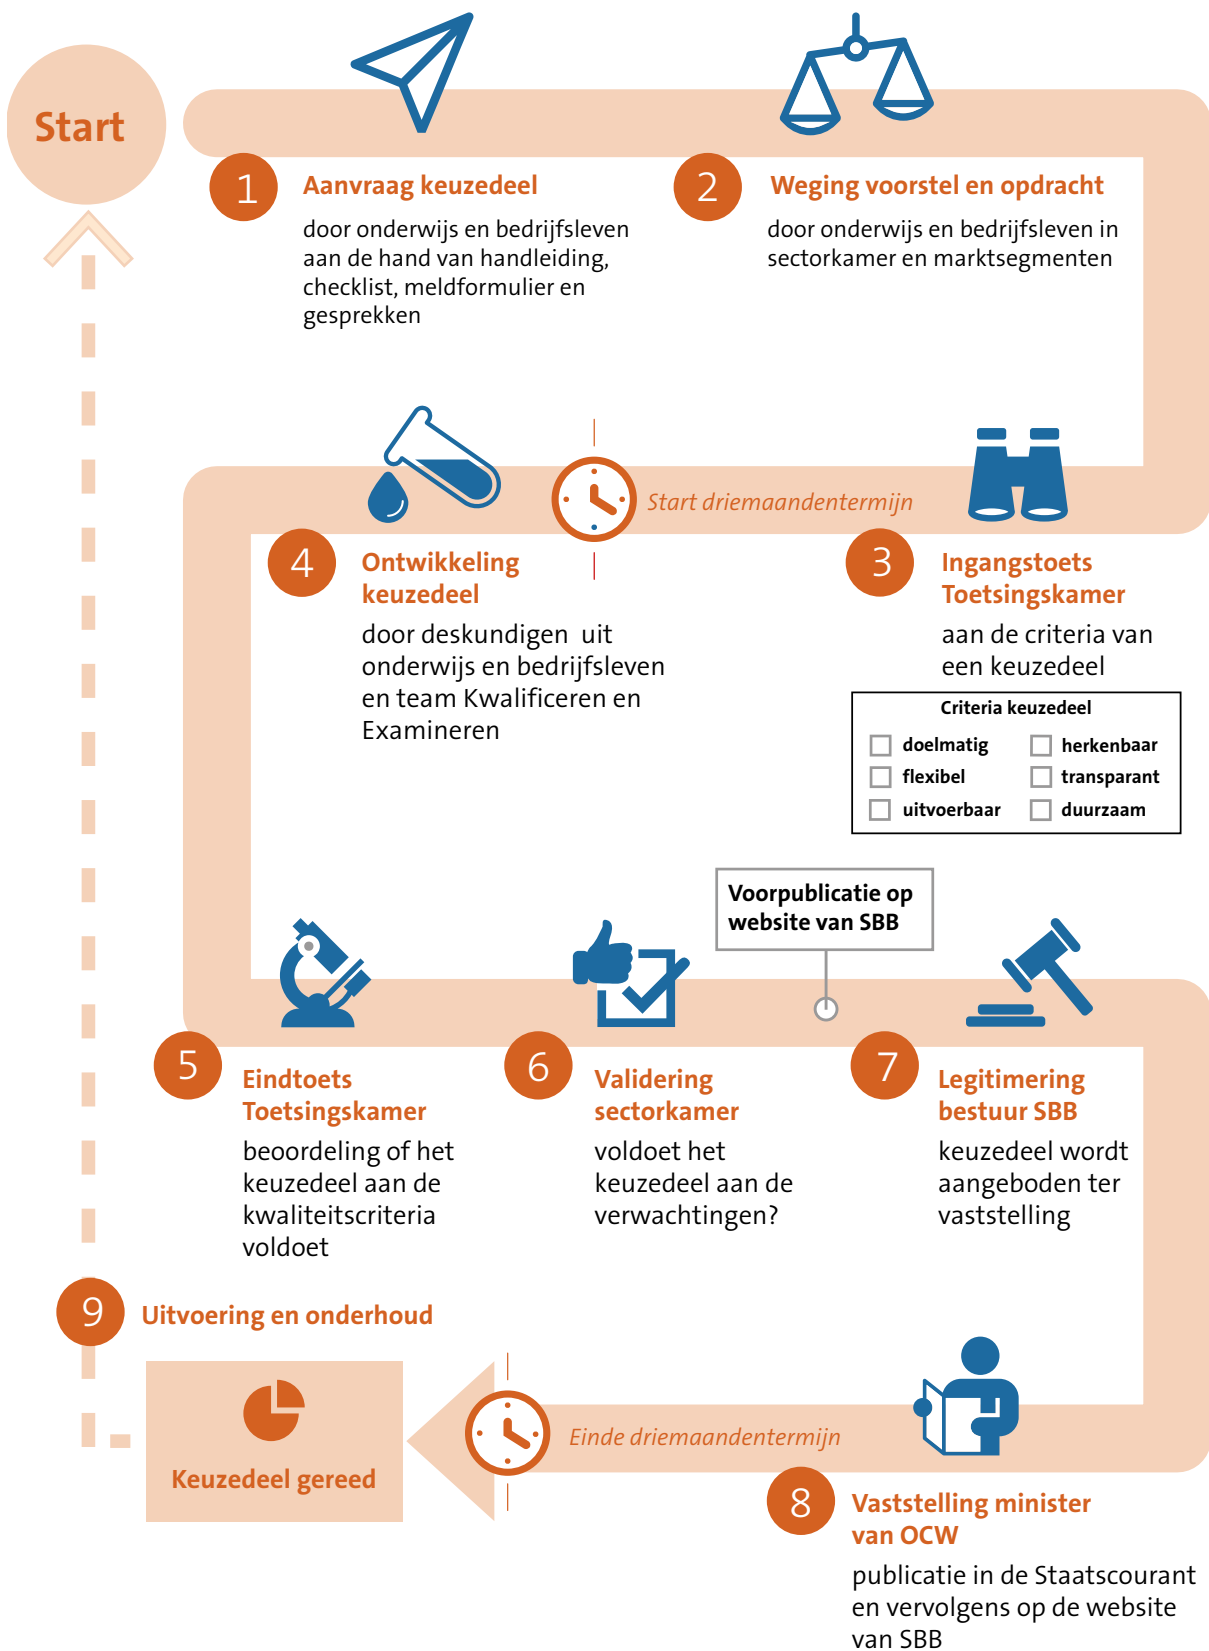 Start
1
Aanvraag keuzedeel
door onderwijs en bedrijfsleven
aan de hand van handleiding,
checklist, meldformulier en
gesprekken
2
Weging voorstel en opdracht
door onderwijs en bedrijfsleven in
sectorkamer en marktsegmenten
3
Ingangstoets
Toetsingskamer
aan de criteria van
een keuzedeel
Criteria keuzedeel
doelmatig
herkenbaar
flexibel
transparant
uitvoerbaar
duurzaam
Start driemaandentermijn
4
Ontwikkeling
keuzedeel
door deskundigen uit
onderwijs en bedrijfsleven
en team Kwalificeren en
Examineren
5
Eindtoets
Toetsingskamer
beoordeling of het
keuzedeel aan de
kwaliteitscriteria
voldoet
6
Validering
sectorkamer
voldoet het
keuzedeel aan de
verwachtingen?
Voorpublicatie op
website van SBB
7
Legitimering
bestuur SBB
keuzedeel wordt
aangeboden ter
vaststelling
8
Vaststelling minister
van OCW
publicatie in de Staatscourant
en vervolgens op de website
van SBB
Einde driemaandentermijn
9
Uitvoering en onderhoud
Keuzedeel gereed